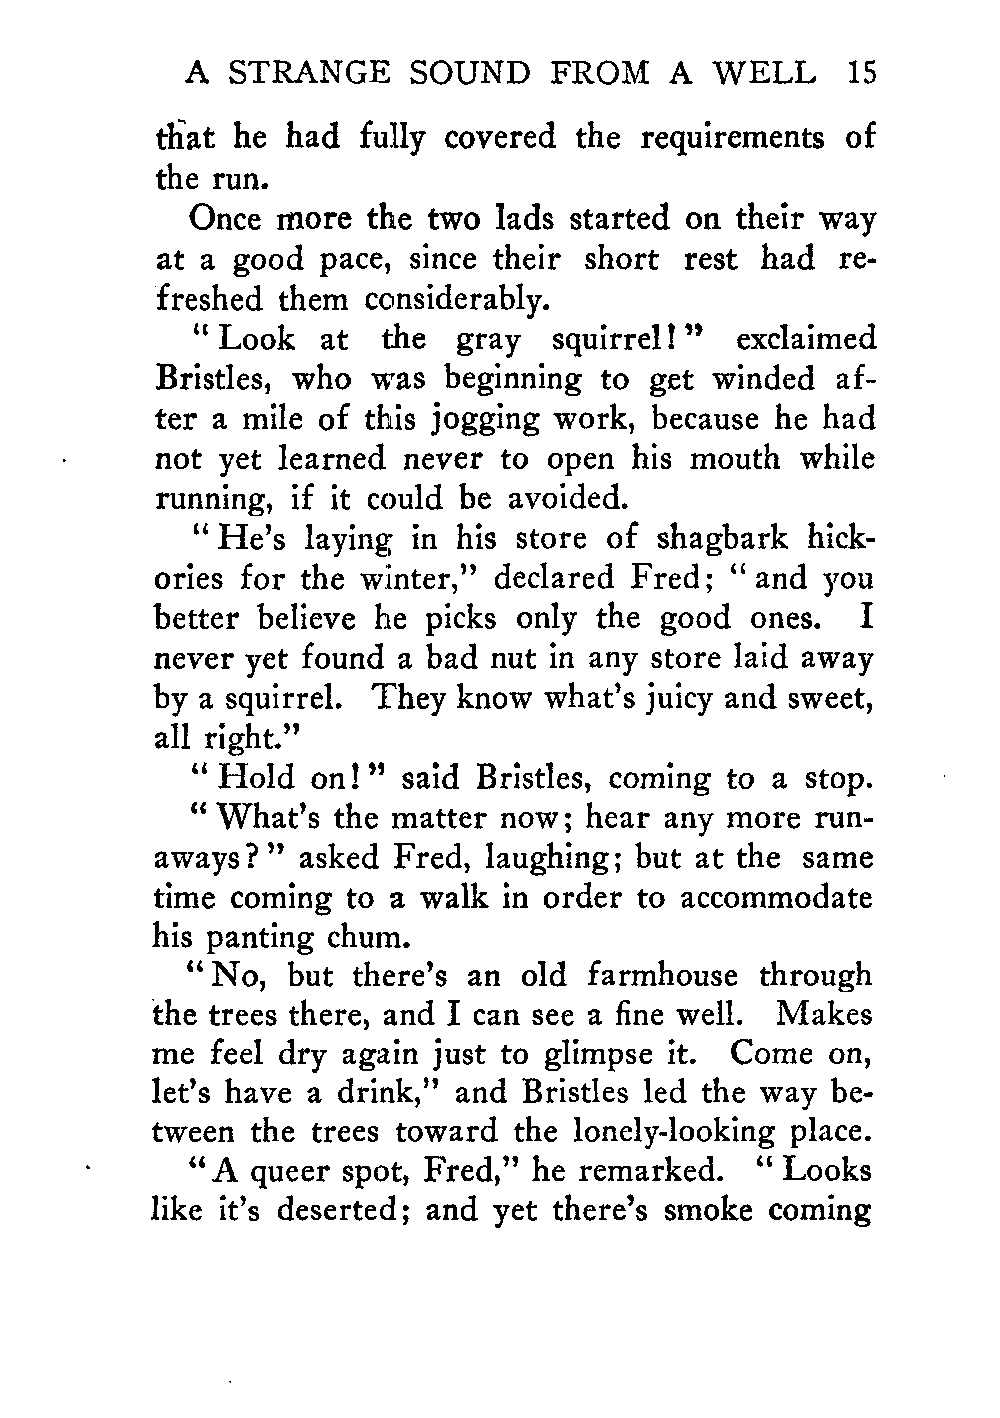 A STRANGE SOUND FROM A WELL 15
that he had fully covered the requirements of
the run.
Once more the two lads started on their way
at a good pace, since their short rest had re-
freshed them considerably.
“Look at the gray squirrel!” exclaimed
Bristles, who was beginning to get winded af-
ter a mile of this jogging work, because he had
not yet learned never to open his mouth while
running, if it could be avoided.
“He’s laying in his store of shagbark hick-
ories for the winter,” declared Fred; “and you
better believe he picks only the good ones. I
never yet found a bad nut in any store laid away
by a squirrel. They know what’s juicy and sweet,
all right.”
“Hold on!” said Bristles, coming to a stop.
“What’s the matter now; hear any more run-
aways?” asked Fred, laughing; but at the same
time coming to a walk in order to accommodate
his panting chum.
“No, but there’s an old farmhouse through
the trees there, and I can see a fine well. Makes
me feel dry again just to glimpse it. Come on,
let’s have a drink,” and Bristles led the way be-
tween the trees toward the lonely-looking place.
“A queer spot, Fred,” he remarked. “Looks
like it’s deserted; and yet there’s smoke coming